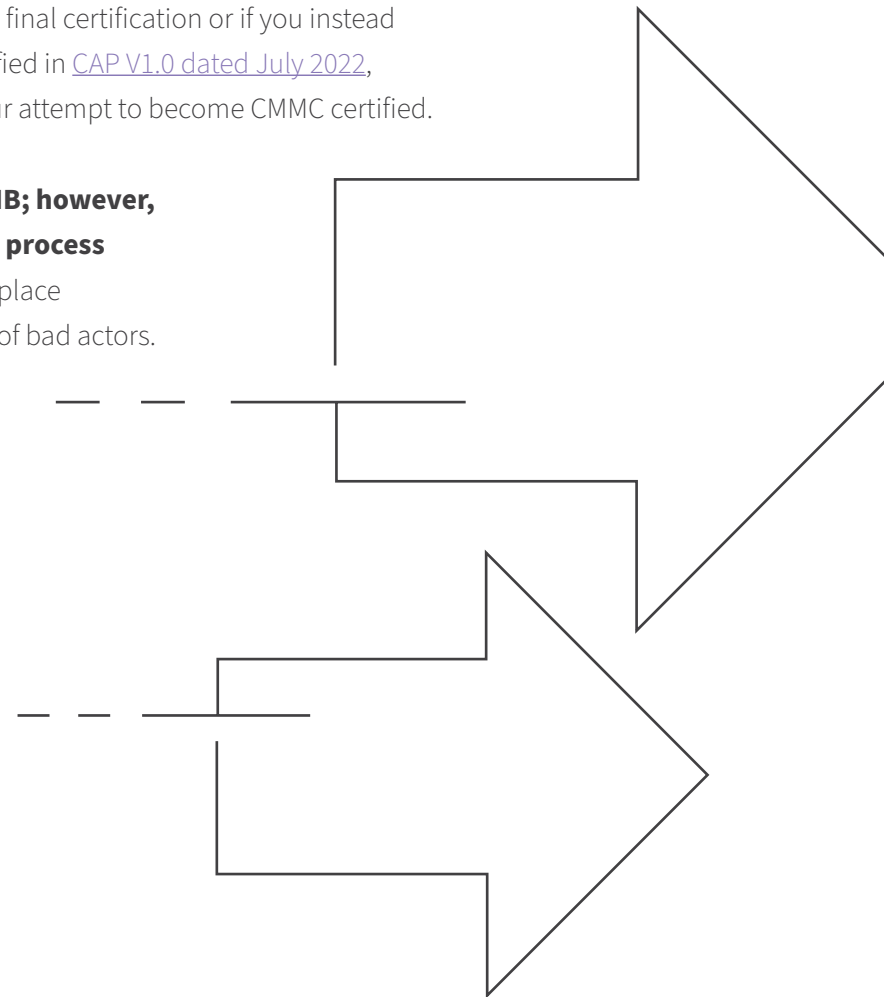 final certification or if you instead
fied in CAP V1.0 dated July 2022,
r attempt to become CMMC certified.
B; however,
process
place
of bad actors.